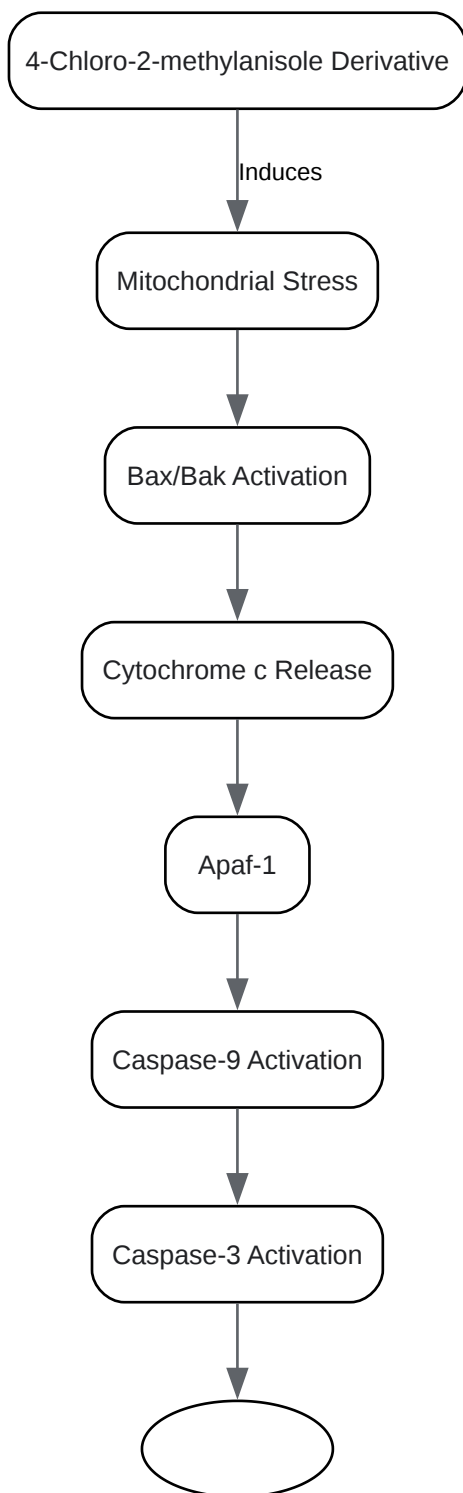 4-Chloro-2-methylanisole Derivative
Induces
Mitochondrial Stress
Bax/Bak Activation
Cytochrome c Release
Apaf-1
Caspase-9 Activation
Caspase-3 Activation